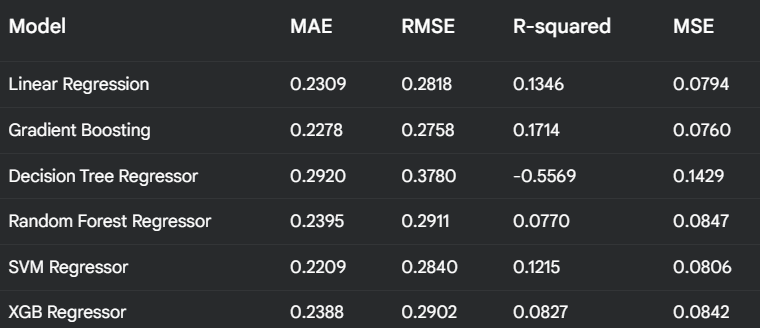 Model MAE RMSE R-squared MSE
Linear Regression 0.2309 0.2818 0.1346 0.0794
Gradient Boosting 0.2278 0.2758 0.1714 0.0760
Decision Tree Regressor 0.2920 0.3780 -0.5569 0.1429
Random Forest Regressor 0.2395 0.2911 0.0770 0.0847
SVM Regressor 0.2209 0.2840 0.1215 0.0806
XGB Regressor 0.2388 0.2902 0.0827 0.0842